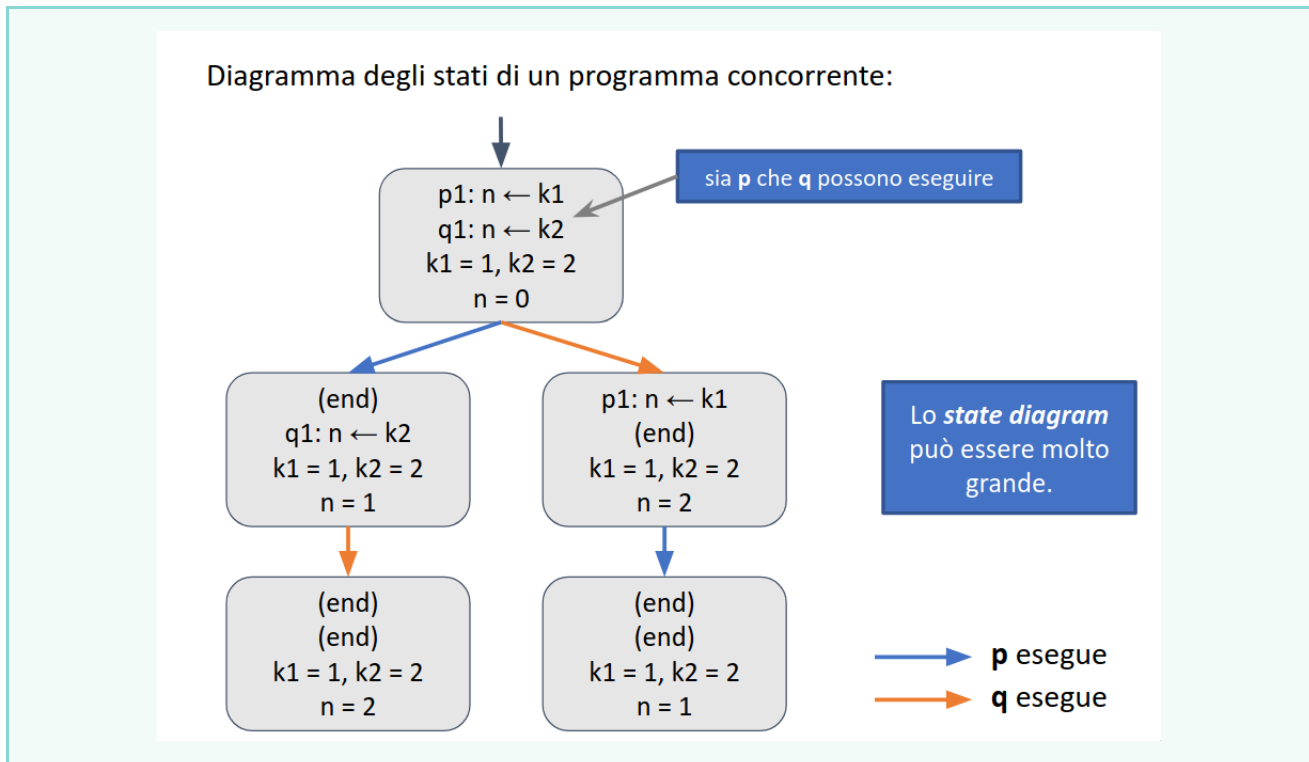 Diagramma degli stati di un programma concorrente:
p1: n ← k1
q1: n ← k2
k1 = 1, k2 = 2
n = 0
sia p che q possono eseguire
(end)
q1: n ← k2
k1 = 1, k2 = 2
n = 1
p1: n ← k1
(end)
k1 = 1, k2 = 2
n = 2
Lo state diagram
può essere molto
grande.
(end)
(end)
k1 = 1, k2 = 2
n = 2
(end)
(end)
k1 = 1, k2 = 2
n = 1
p esegue
q esegue